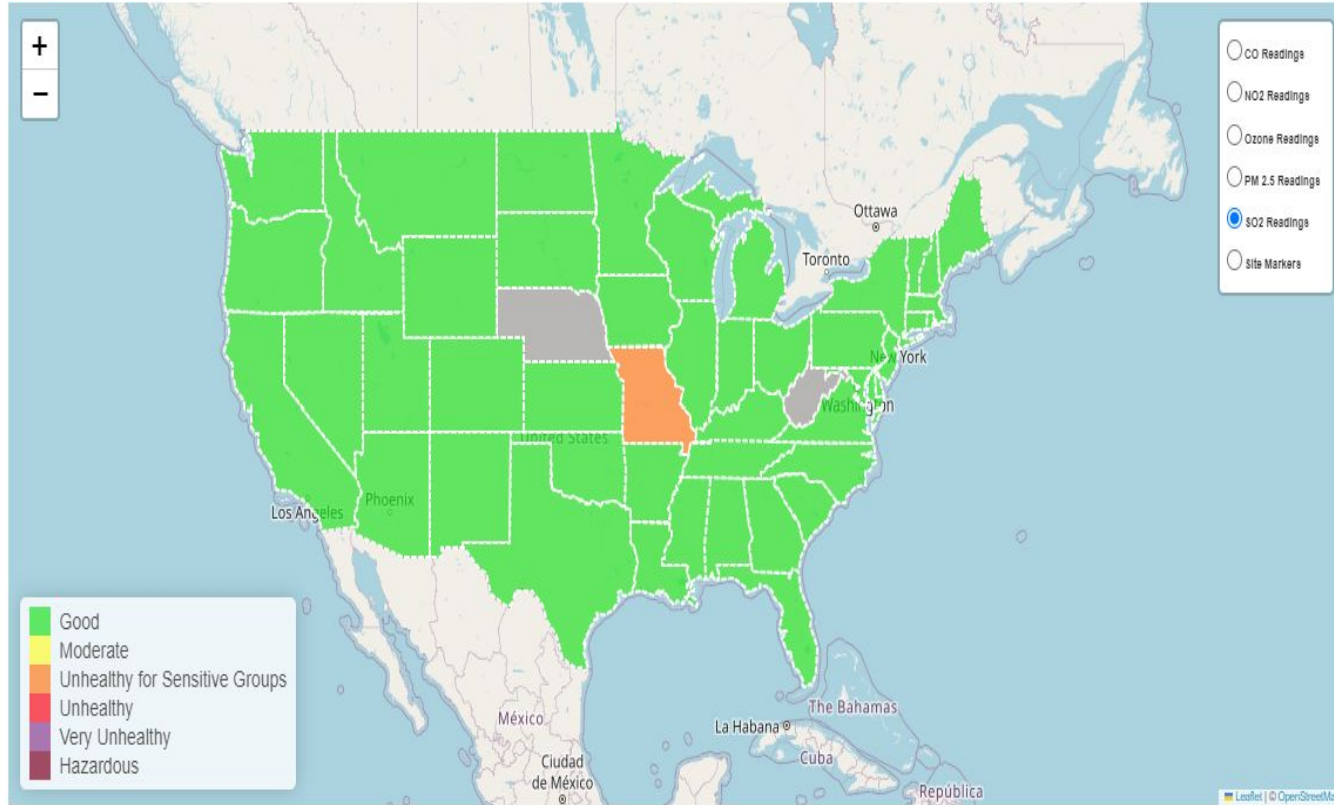 +
−
CO Readings
NO2 Readings
Ozone Readings
PM 2.5 Readings
SO2 Readings
Site Markers
Ottawa
Toronto
New York
Washington
United States
Phoenix
Los Angeles
Good
Moderate
Unhealthy for Sensitive Groups
Unhealthy
Very Unhealthy
Hazardous
México
Ciudad
de México
La Habana
The Bahamas
Cuba
República
Leaflet | © OpenStreetMa